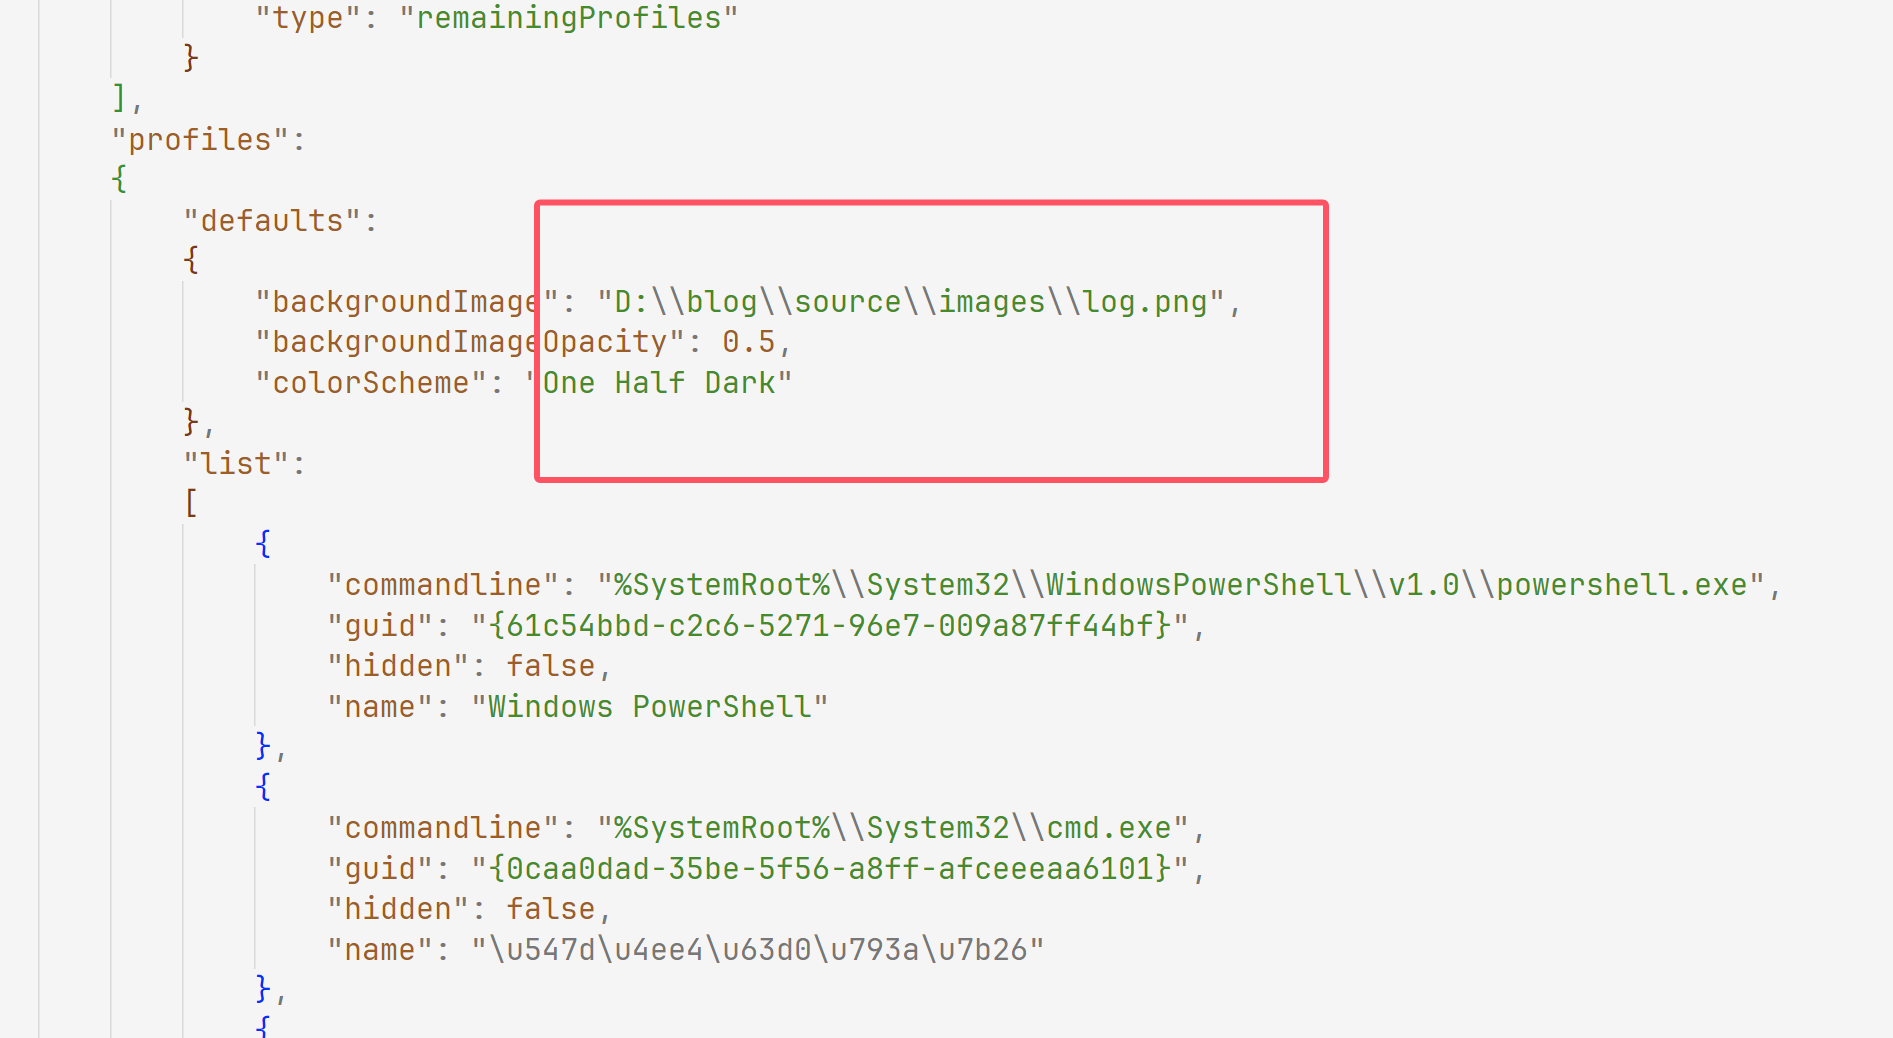 "type": "remainingProfiles"
}
],
"profiles":
{
"defaults":
{
"backgroundImage": "D:\\blog\\source\\images\\log.png",
"backgroundImageOpacity": 0.5,
"colorScheme": "One Half Dark"
},
"list":
[
{
"commandline": "%SystemRoot%\\System32\\WindowsPowerShell\\v1.0\\powershell.exe",
"guid": "{61c54bbd-c2c6-5271-96e7-009a87ff44bf}",
"hidden": false,
"name": "Windows PowerShell"
},
{
"commandline": "%SystemRoot%\\System32\\cmd.exe",
"guid": "{0caa0dad-35be-5f56-a8ff-afceeeaa6101}",
"hidden": false,
"name": "\u547d\u4ee4\u63d0\u793a\u7b26"
},
{